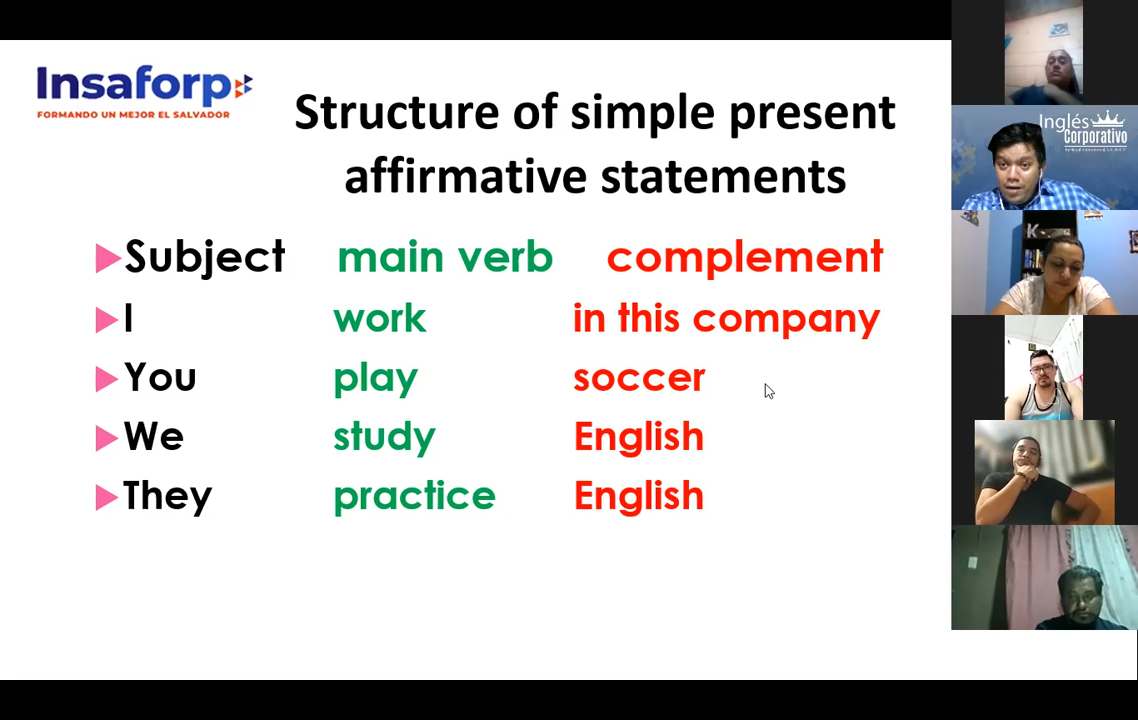 Insaforp
FORMANDO UN MEJOR EL SALVADOR
Structure of simple present
affirmative statements
Subject main verb complement
I work in this company
You play soccer
We study English
They practice English
Inglés
Corporativo
K